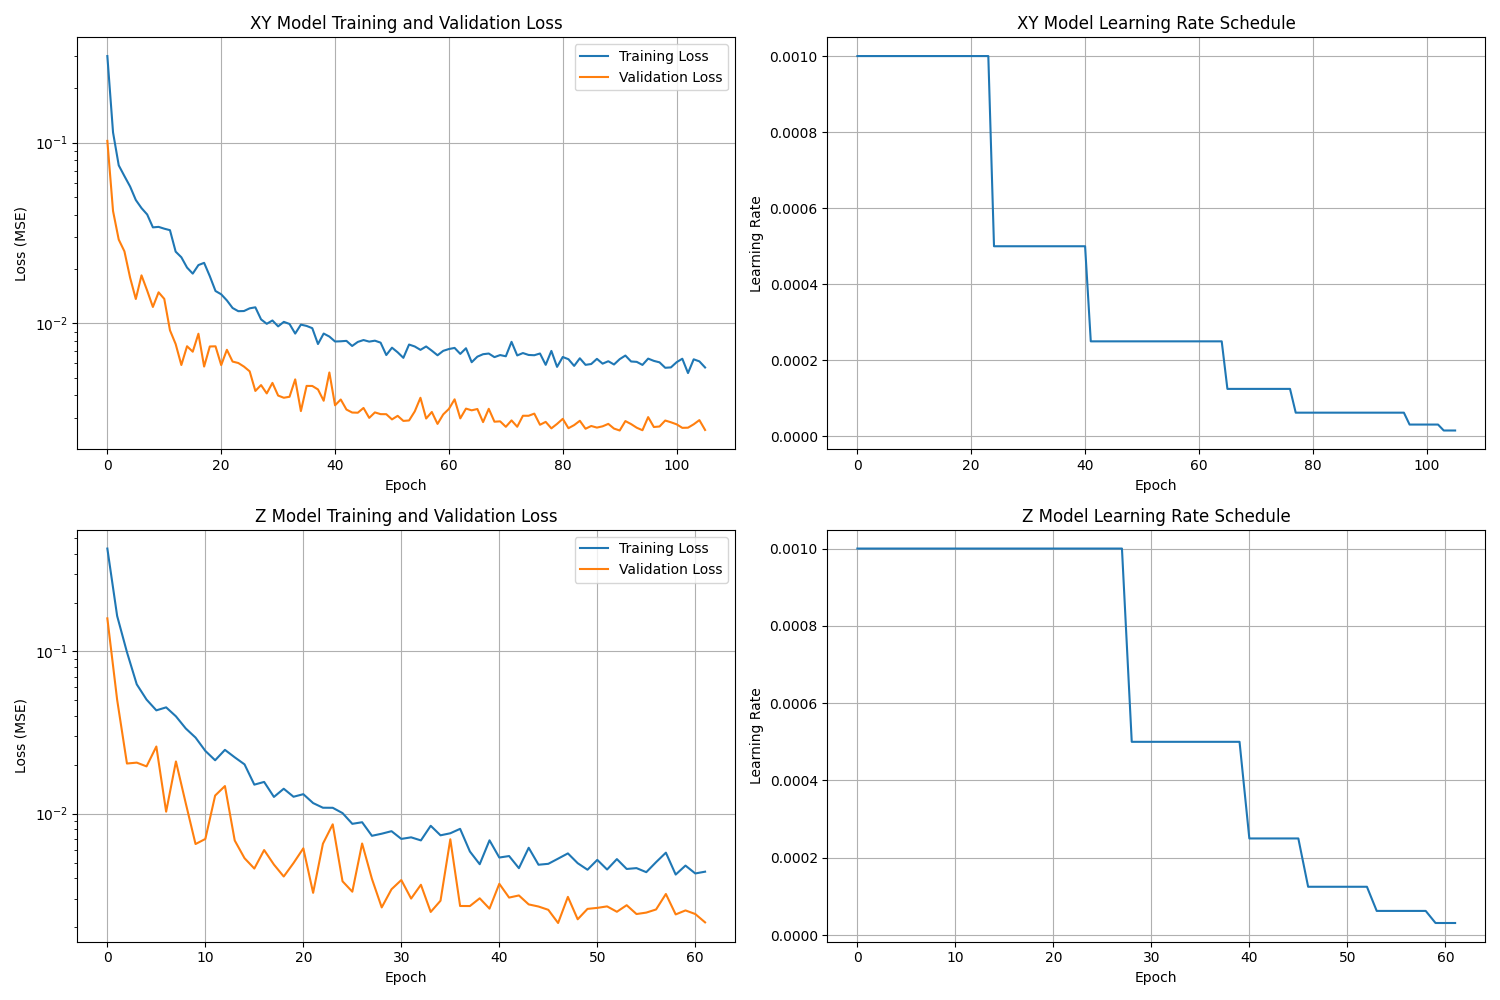 XY Model Training and Validation Loss
Loss (MSE)
10⁻¹
10⁻²
Training Loss
Validation Loss
0 20 40 60 80 100
Epoch
XY Model Learning Rate Schedule
Learning Rate
0.0010
0.0008
0.0006
0.0004
0.0002
0.0000
0 20 40 60 80 100
Epoch
Z Model Training and Validation Loss
Loss (MSE)
10⁻¹
10⁻²
Training Loss
Validation Loss
0 10 20 30 40 50 60
Epoch
Z Model Learning Rate Schedule
Learning Rate
0.0010
0.0008
0.0006
0.0004
0.0002
0.0000
0 10 20 30 40 50 60
Epoch